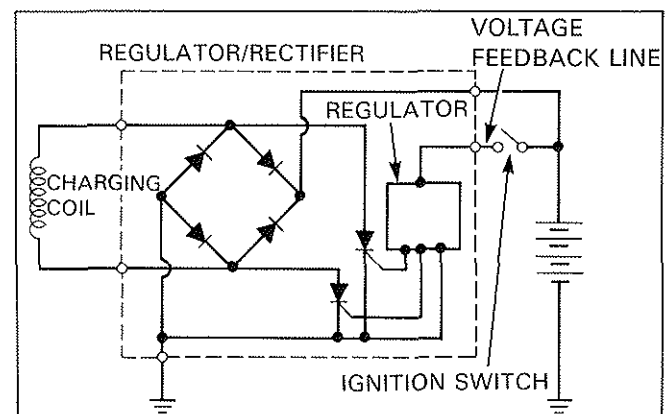 VOLTAGE
FEEDBACK LINE
REGULATOR/RECTIFIER
REGULATOR
CHARGING
COIL
IGNITION SWITCH